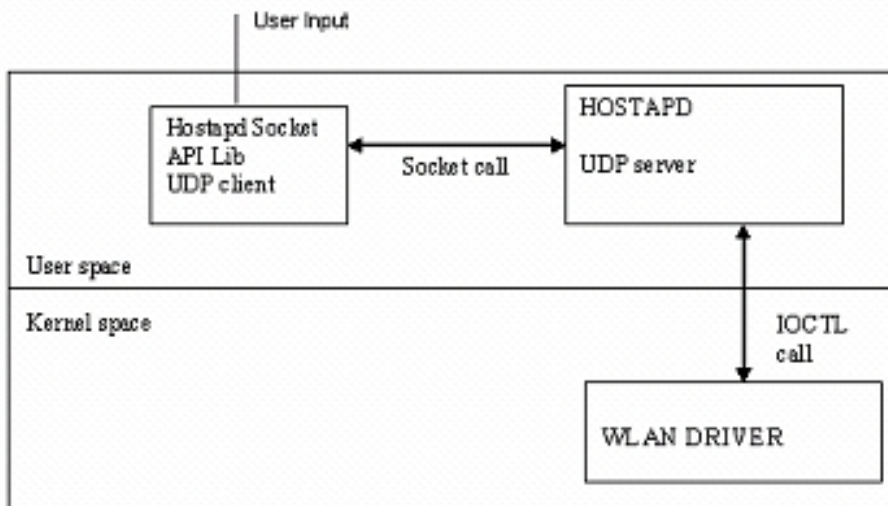 User Input
Hostapd Socket
API Lib
UDP client
Socket call
HOSTAPD
UDP server
User space
Kernel space
IOCTL
call
WLAN DRIVER